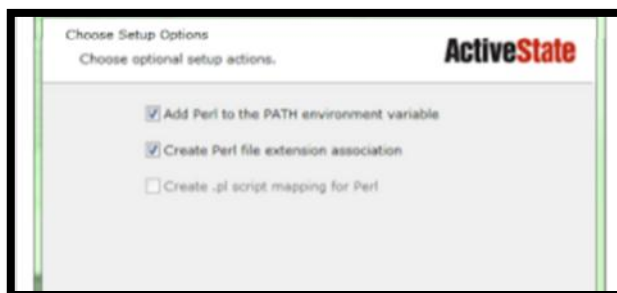 Choose Setup Options
Choose optional setup actions.
ActiveState
Add Perl to the PATH environment variable
Create Perl file extension association
Create .pl script mapping for Perl